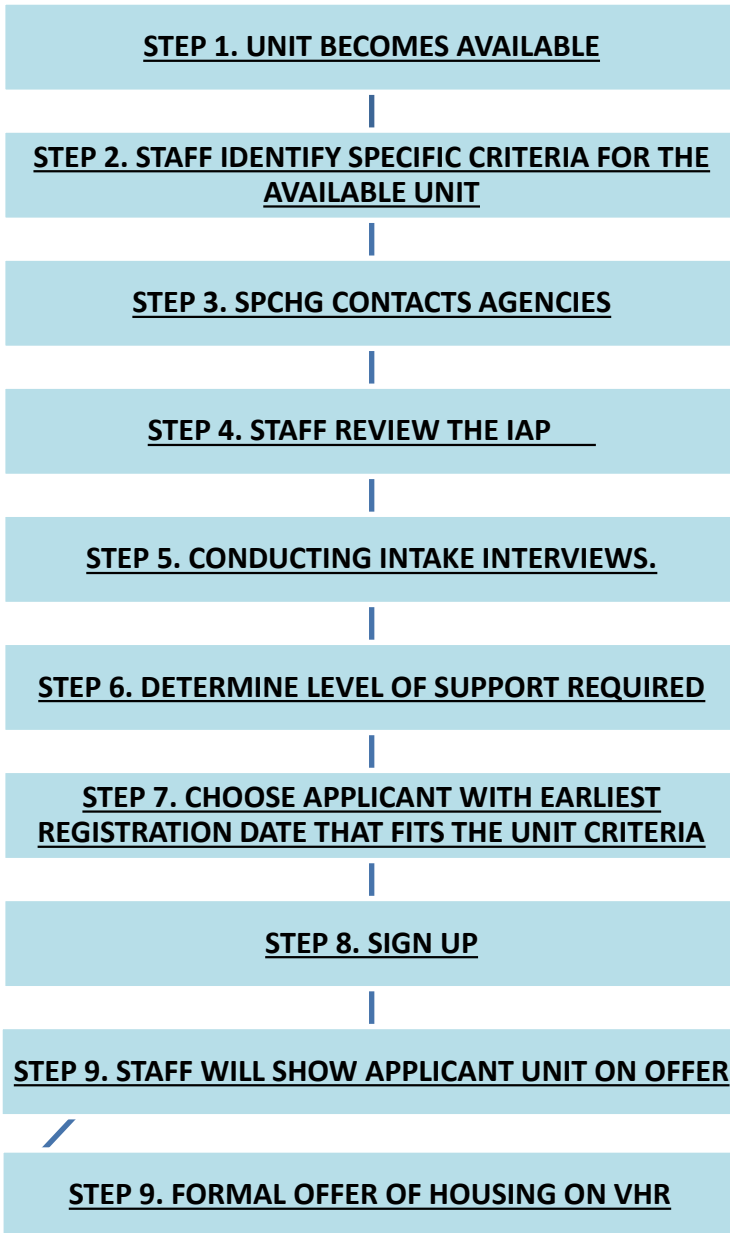 STEP 1. UNIT BECOMES AVAILABLE
STEP 2. STAFF IDENTIFY SPECIFIC CRITERIA FOR THE
AVAILABLE UNIT
STEP 3. SPCHG CONTACTS AGENCIES
STEP 4. STAFF REVIEW THE IAP
STEP 5. CONDUCTING INTAKE INTERVIEWS.
STEP 6. DETERMINE LEVEL OF SUPPORT REQUIRED
STEP 7. CHOOSE APPLICANT WITH EARLIEST
REGISTRATION DATE THAT FITS THE UNIT CRITERIA
STEP 8. SIGN UP
STEP 9. STAFF WILL SHOW APPLICANT UNIT ON OFFER
STEP 9. FORMAL OFFER OF HOUSING ON VHR